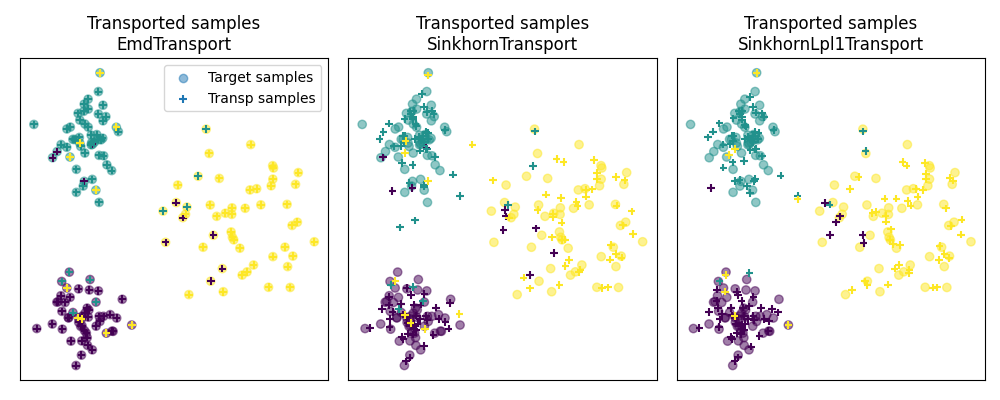 Transported samples
EmdTransport
Target samples
Transp samples
Transported samples
SinkhornTransport
Transported samples
SinkhornLpl1Transport